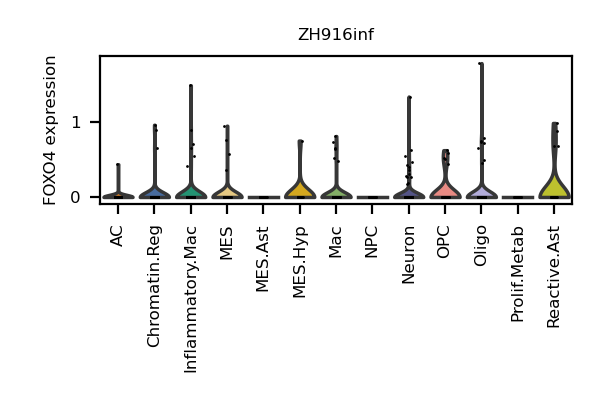 ZH916inf
FOXO4 expression
1
0
AC
Chromatin.Reg
Inflammatory.Mac
MES
MES.Ast
MES.Hyp
Mac
NPC
Neuron
OPC
Oligo
Prolif.Metab
Reactive.Ast